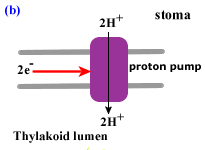 (b)
2H⁺
stoma
2e⁻
proton pump
2H⁺
Thylakoid lumen